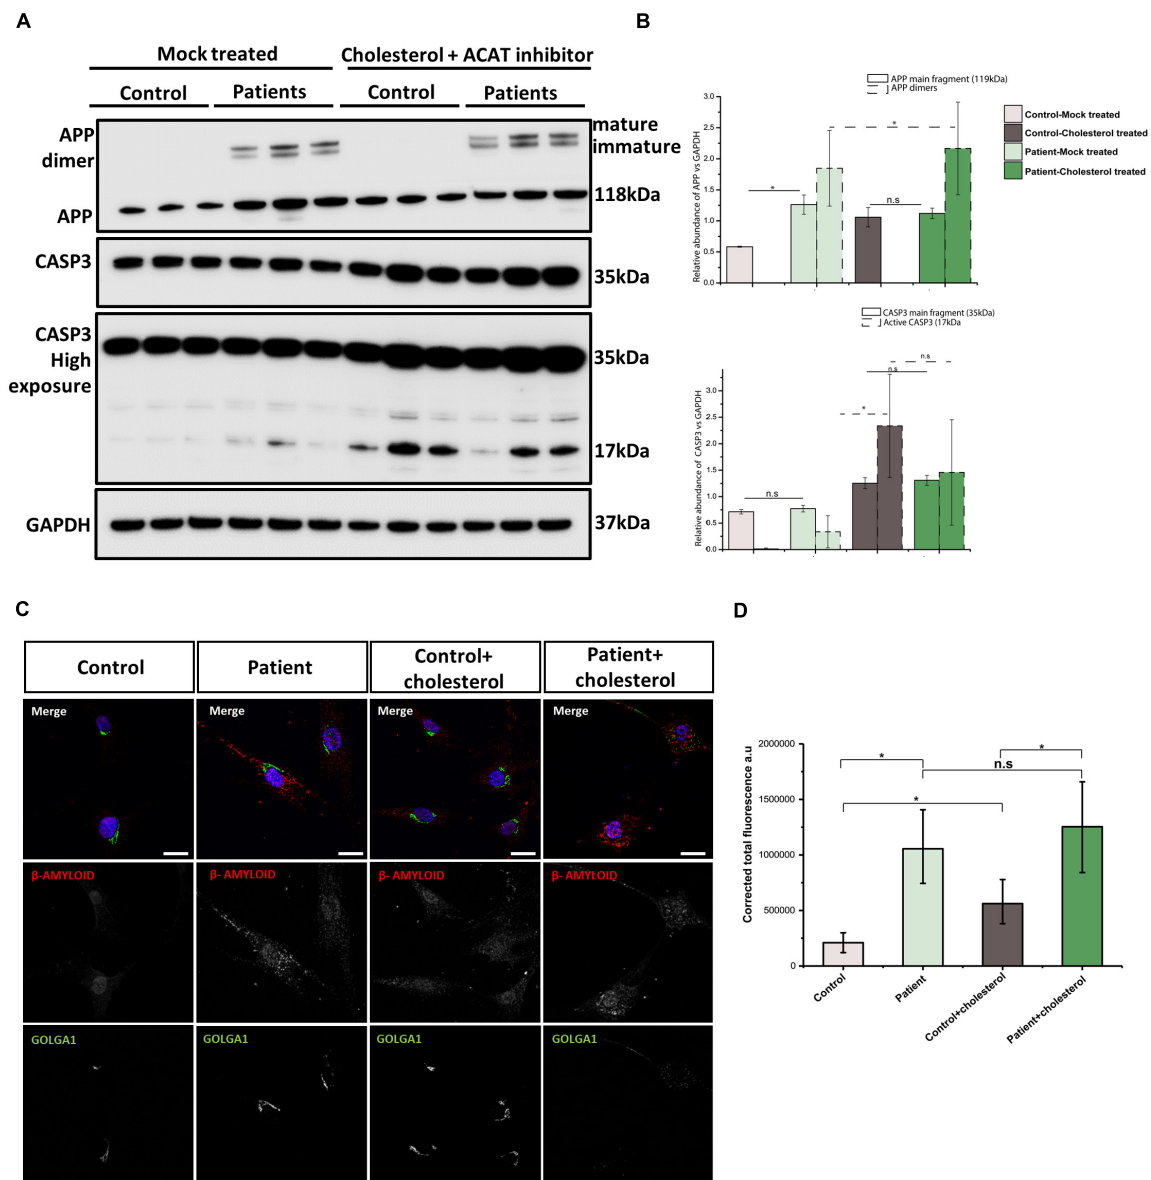 A
Mock treated
Cholesterol + ACAT inhibitor
Control
Patients
Control
Patients
APP
dimer
mature
immature
APP
118kDa
CASP3
35kDa
CASP3
High
exposure
35kDa
17kDa
GAPDH
37kDa
B
APP main fragment (119kDa)
APP dimers
Relative abundance of APP vs GAPDH
3.0
2.5
2.0
1.5
1.0
0.5
0.0
*
*
n.s
Control-Mock treated
Control-Cholesterol treated
Patient-Mock treated
Patient-Cholesterol treated
CASP3 main fragment (35kDa)
Active CASP3 (17kDa
Relative abundance of CASP3 vs GAPDH
3.0
2.5
2.0
1.5
1.0
0.5
0.0
n.s
*
n.s
n.s
C
Control
Patient
Control+
cholesterol
Patient+
cholesterol
Merge
Merge
Merge
Merge
β-AMYLOID
β- AMYLOID
β- AMYLOID
β- AMYLOID
GOLGA1
GOLGA1
GOLGA1
GOLGA1
D
Corrected total fluorescence a.u
2000000
1500000
1000000
500000
0
*
*
n.s
*
Control
Patient
Control+cholesterol
Patient+cholesterol